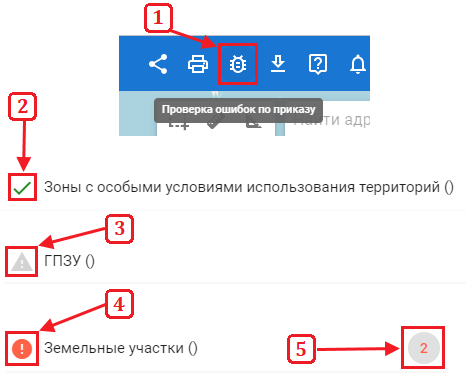 1
Проверка ошибок по приказу
Найти адр
2
Зоны с особыми условиями использования территорий ()
3
ГПЗУ ()
4
Земельные участки ()
5
2